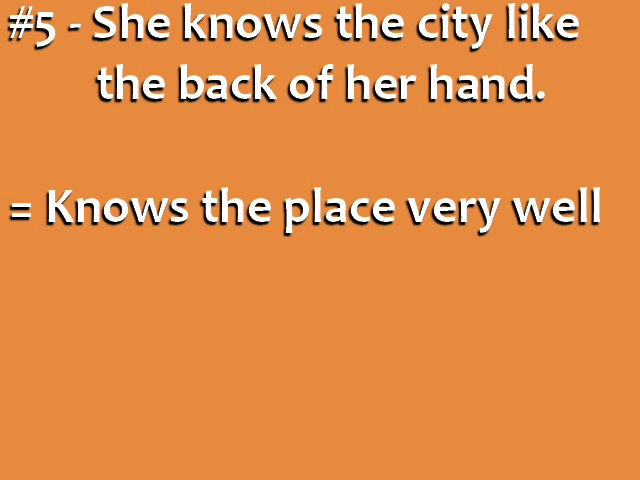 #5 - She knows the city like
the back of her hand.
= Knows the place very well